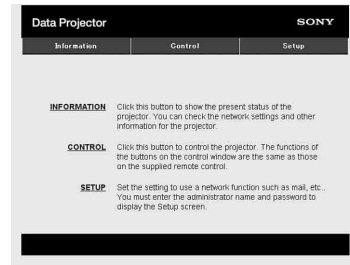 Data Projector SONY
Information Control Setup
INFORMATION Click this button to show the present status of the
projector. You can check the network settings and other
information for the projector.
CONTROL Click this button to control the projector. The functions of
the buttons on the control window are the same as those
on the supplied remote control.
SETUP Set the setting to use a network function such as mail, etc..
You must enter the administrator name and password to
display the Setup screen.